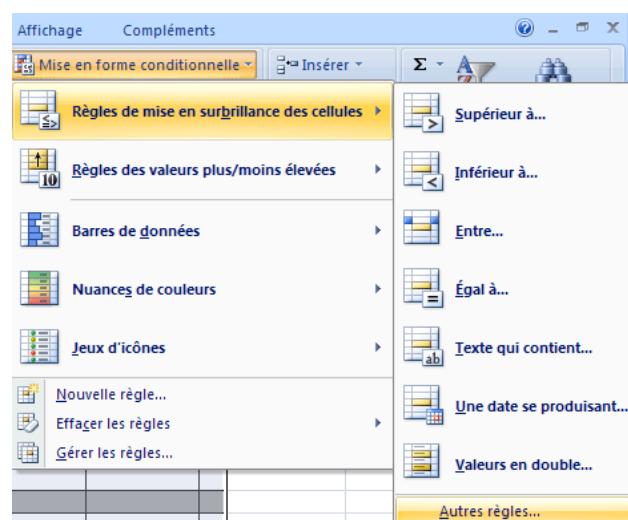 Affichage Compléments
Mise en forme conditionnelle Insérer Σ
Règles de mise en surbrillance des cellules
Règles des valeurs plus/moins élevées
10
Barres de données
Nuances de couleurs
Jeux d'icônes
Nouvelle règle...
Effacer les règles
Gérer les règles...
Supérieur à...
Inférieur à...
Entre...
Égal à...
Texte qui contient...
ab
Une date se produisant...
Valeurs en double...
Autres règles...